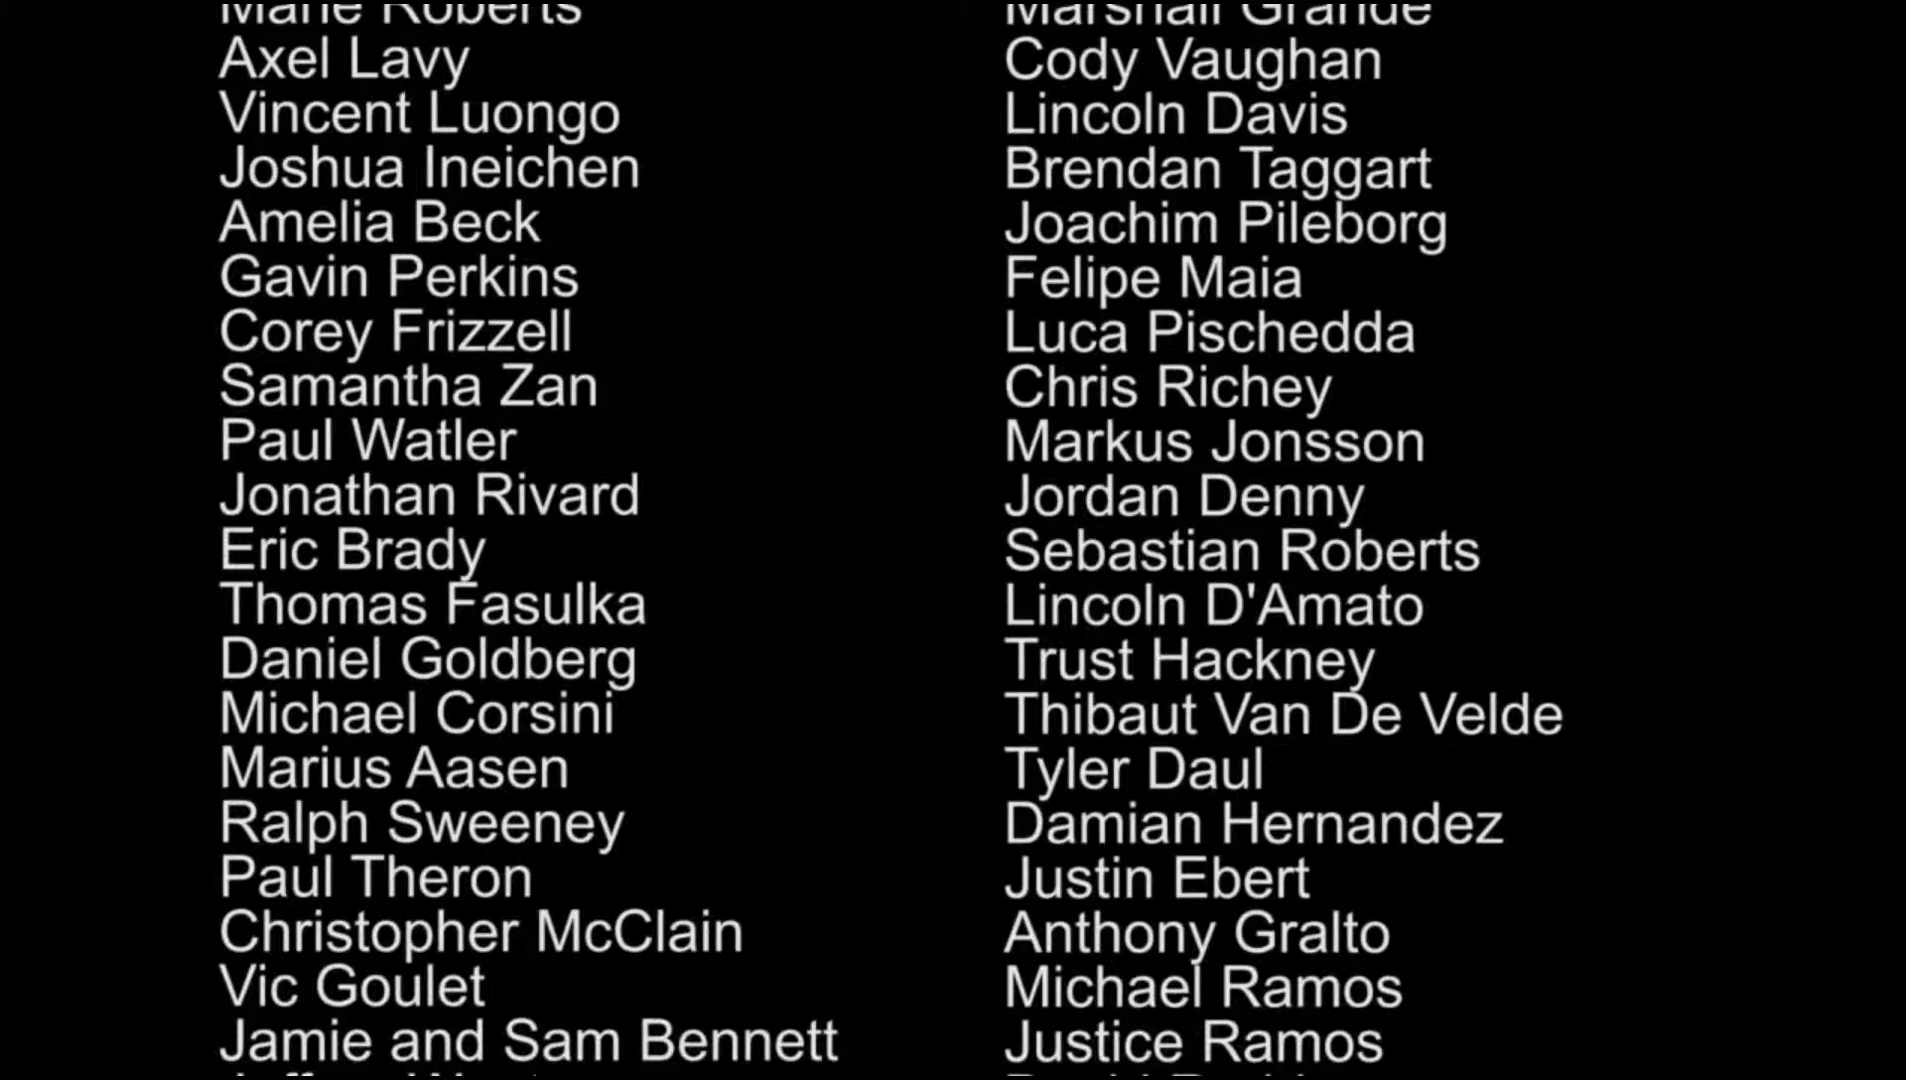 Marie Roberts
Axel Lavy
Vincent Luongo
Joshua Ineichen
Amelia Beck
Gavin Perkins
Corey Frizzell
Samantha Zan
Paul Watler
Jonathan Rivard
Eric Brady
Thomas Fasulka
Daniel Goldberg
Michael Corsini
Marius Aasen
Ralph Sweeney
Paul Theron
Christopher McClain
Vic Goulet
Jamie and Sam Bennett
Marshall Grande
Cody Vaughan
Lincoln Davis
Brendan Taggart
Joachim Pileborg
Felipe Maia
Luca Pischedda
Chris Richey
Markus Jonsson
Jordan Denny
Sebastian Roberts
Lincoln D'Amato
Trust Hackney
Thibaut Van De Velde
Tyler Daul
Damian Hernandez
Justin Ebert
Anthony Gralto
Michael Ramos
Justice Ramos